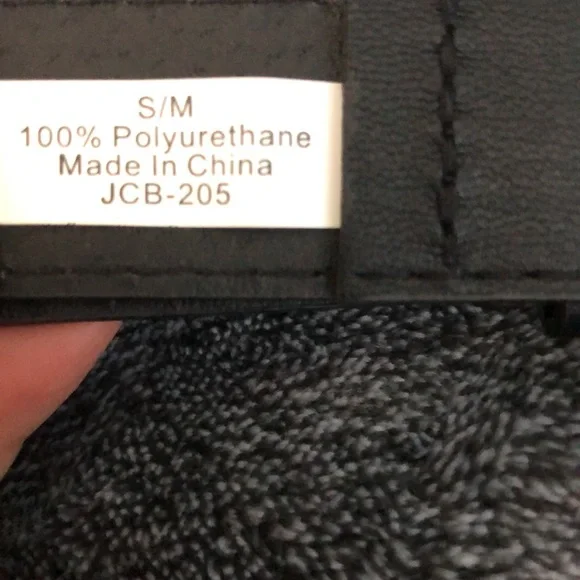 S/M
100% Polyurethane
Made In China
JCB-205